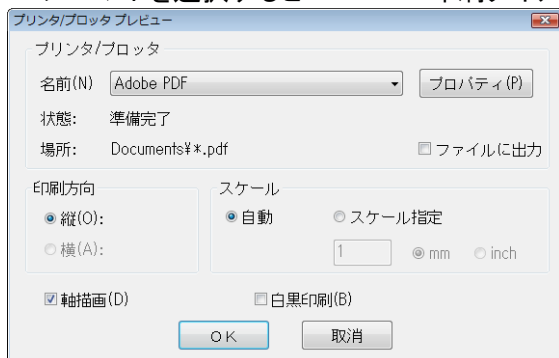 プリンタ/プロッタ プレビュー
プリンタ/プロッタ
名前(N) Adobe PDF プロパティ(P)
状態: 準備完了
場所: Documents¥*.pdf ファイルに出力
印刷方向 スケール
縦(O): 自動 スケール指定
横(A): 1 mm inch
軸描画(D) 白黒印刷(B)
OK 取消